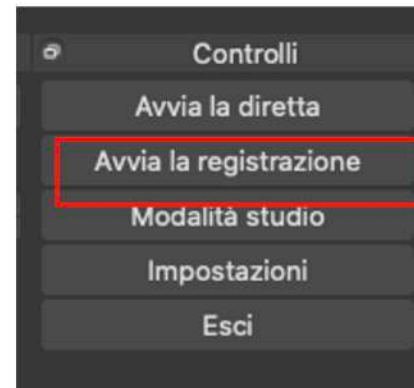 Controlli
Avvia la diretta
Avvia la registrazione
Modalità studio
Impostazioni
Esci